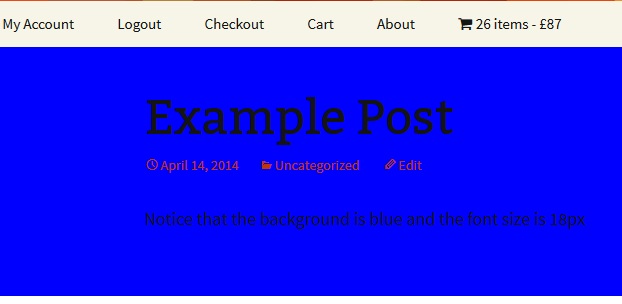 My Account Logout Checkout Cart About 26 items - £87
Example Post
April 14, 2014 Uncategorized Edit
Notice that the background is blue and the font size is 18px